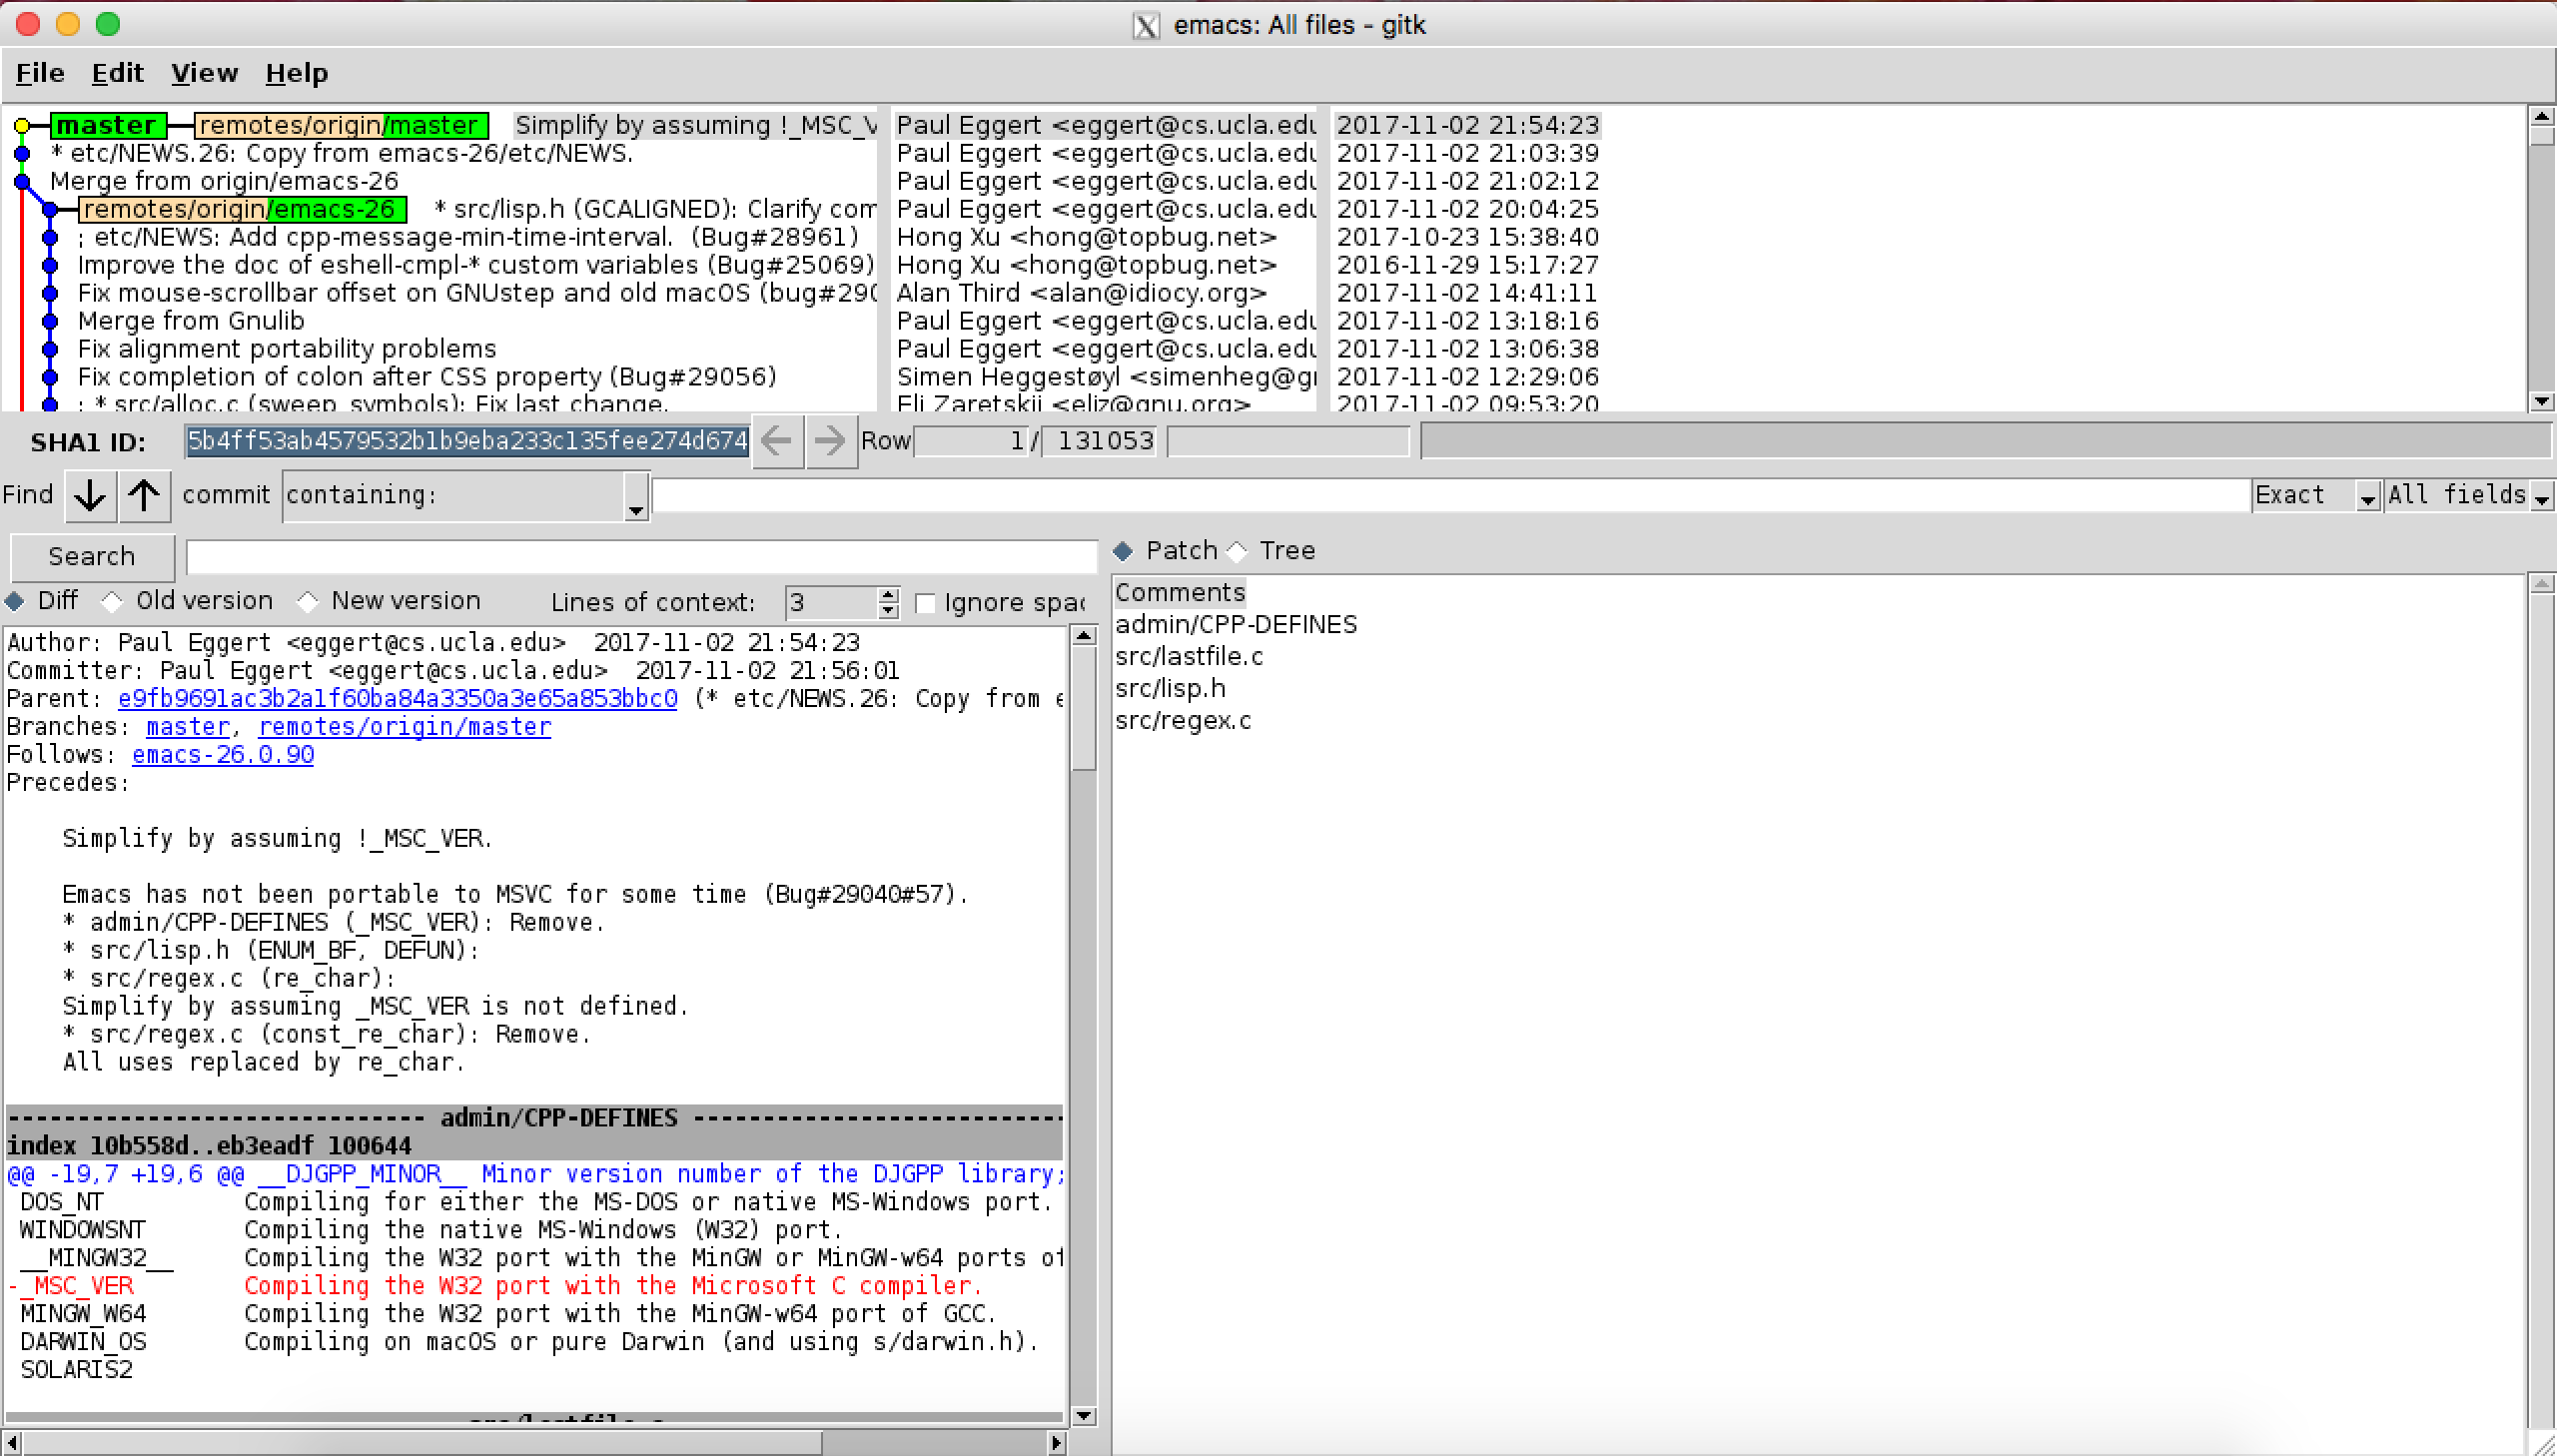 emacs: All files - gitk
File Edit View Help
master remotes/origin/master Simplify by assuming !_MSC_V Paul Eggert <eggert@cs.ucla.edu 2017-11-02 21:54:23
* etc/NEWS.26: Copy from emacs-26/etc/NEWS. Paul Eggert <eggert@cs.ucla.edu 2017-11-02 21:03:39
Merge from origin/emacs-26 Paul Eggert <eggert@cs.ucla.edu 2017-11-02 21:02:12
remotes/origin/emacs-26 * src/lisp.h (GCALIGNED): Clarify com Paul Eggert <eggert@cs.ucla.edu 2017-11-02 20:04:25
; etc/NEWS: Add cpp-message-min-time-interval. (Bug#28961) Hong Xu <hong@topbug.net> 2017-10-23 15:38:40
Improve the doc of eshell-cmpl-* custom variables (Bug#25069) Hong Xu <hong@topbug.net> 2016-11-29 15:17:27
Fix mouse-scrollbar offset on GNUstep and old macOS (bug#290 Alan Third <alan@idiocy.org> 2017-11-02 14:41:11
Merge from Gnulib Paul Eggert <eggert@cs.ucla.edu 2017-11-02 13:18:16
Fix alignment portability problems Paul Eggert <eggert@cs.ucla.edu 2017-11-02 13:06:38
Fix completion of colon after CSS property (Bug#29056) Simen Heggestøyl <simenheg@g 2017-11-02 12:29:06
; * src/alloc.c (sweep_symbols): Fix last change. Eli Zaretskii <eliz@gnu.org> 2017-11-02 09:53:20
SHA1 ID: 5b4ff53ab4579532b1b9eba233c135fee274d674 Row 1 / 131053
Find commit containing: Exact All fields
Search
Patch Tree
Diff Old version New version Lines of context: 3 Ignore spac
Author: Paul Eggert <eggert@cs.ucla.edu> 2017-11-02 21:54:23
Committer: Paul Eggert <eggert@cs.ucla.edu> 2017-11-02 21:56:01
Parent: e9fb9691ac3b2a1f60ba84a3350a3e65a853bbc0 (* etc/NEWS.26: Copy from e
Branches: master, remotes/origin/master
Follows: emacs-26.0.90
Precedes:
Simplify by assuming !_MSC_VER.
Emacs has not been portable to MSVC for some time (Bug#29040#57).
* admin/CPP-DEFINES (_MSC_VER): Remove.
* src/lisp.h (ENUM_BF, DEFUN):
* src/regex.c (re_char):
Simplify by assuming _MSC_VER is not defined.
* src/regex.c (const_re_char): Remove.
All uses replaced by re_char.
------------------------------ admin/CPP-DEFINES ---------------------------
index 10b558d..eb3eadf 100644
@@ -19,7 +19,6 @@ __DJGPP_MINOR__ Minor version number of the DJGPP library;
DOS_NT Compiling for either the MS-DOS or native MS-Windows port.
WINDOWSNT Compiling the native MS-Windows (W32) port.
__MINGW32__ Compiling the W32 port with the MinGW or MinGW-w64 ports of
-_MSC_VER Compiling the W32 port with the Microsoft C compiler.
MINGW_W64 Compiling the W32 port with the MinGW-w64 port of GCC.
DARWIN_OS Compiling on macOS or pure Darwin (and using s/darwin.h).
SOLARIS2
src/lastfile.c
Comments
admin/CPP-DEFINES
src/lastfile.c
src/lisp.h
src/regex.c